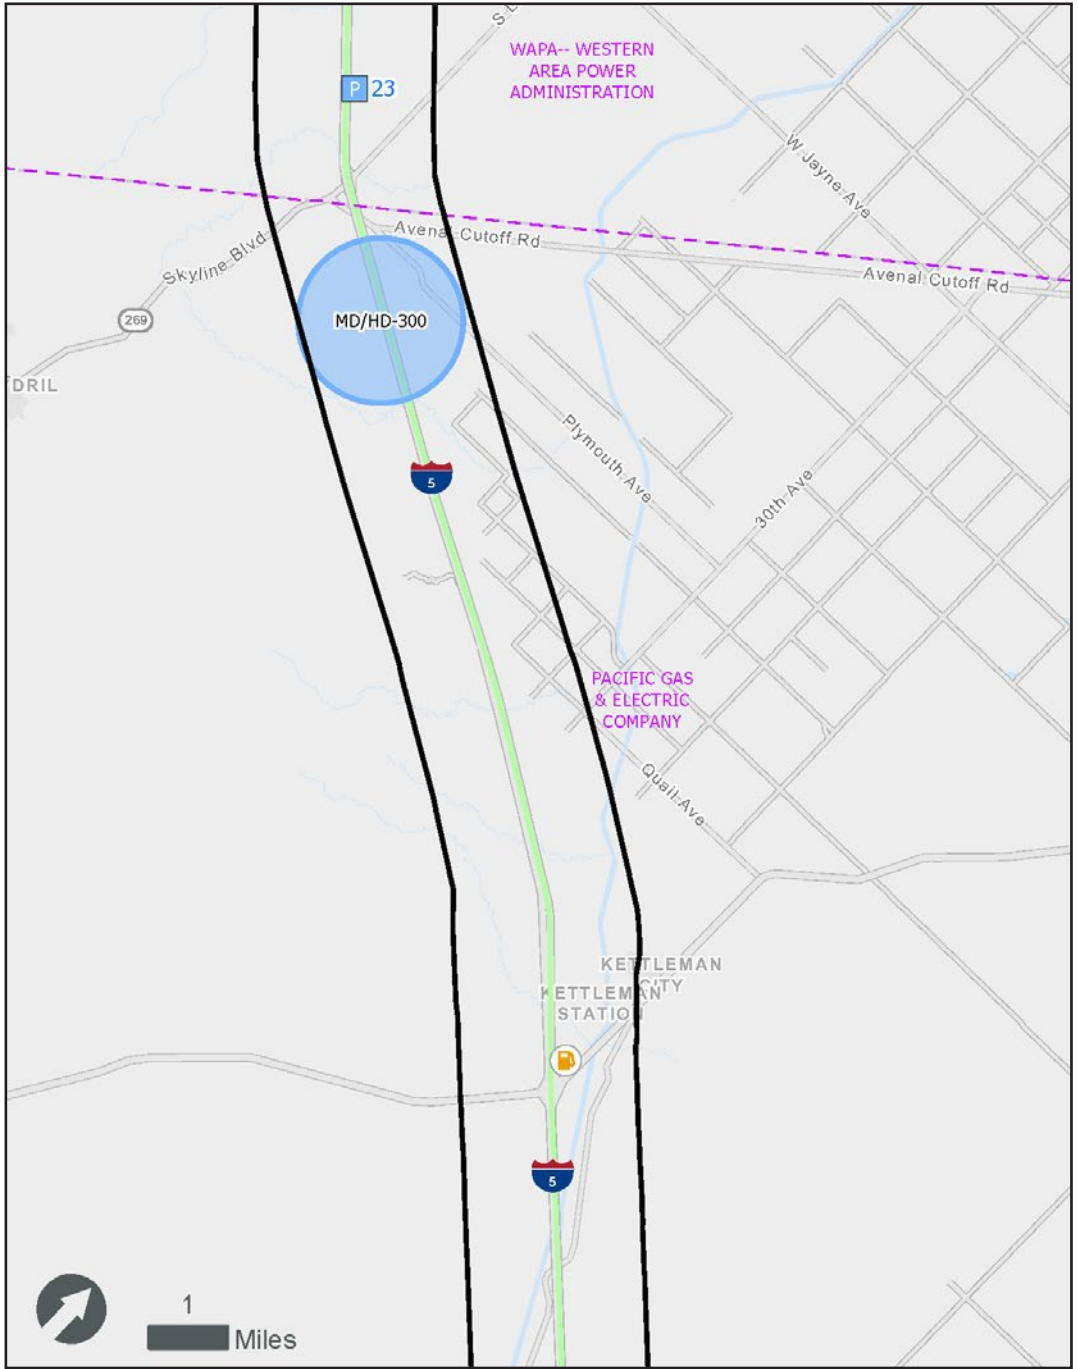 S L
WAPA-- WESTERN
AREA POWER
ADMINISTRATION
P 23
W Jayne Ave
Avenal Cutoff Rd
Skyline Blvd
Avenal Cutoff Rd
269
MD/HD-300
DRIL
Plymouth Ave
5
30th Ave
PACIFIC GAS
& ELECTRIC
COMPANY
Quail Ave
KETTLEMAN
CITY
KETTLEMAN
STATION
5
1
Miles